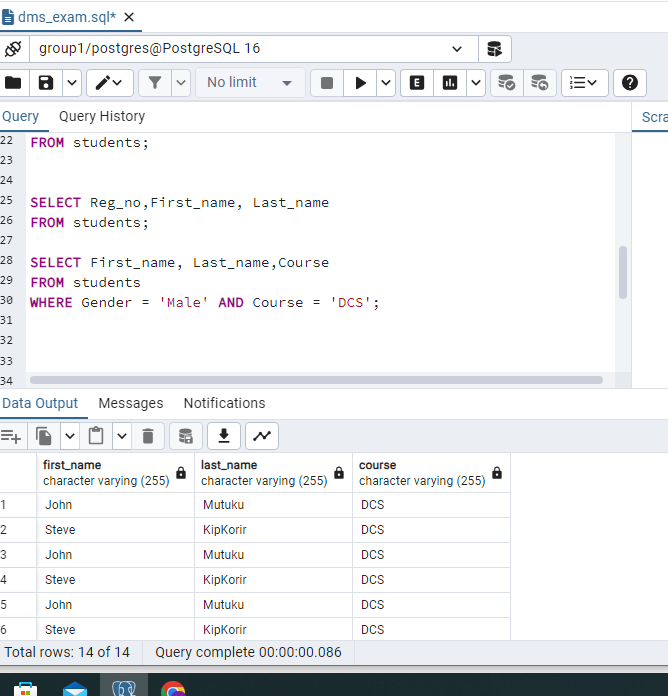 dms_exam.sql*
group1/postgres@PostgreSQL 16
No limit
E
Query Query History
Scra
22 FROM students;
23
24
25 SELECT Reg_no,First_name, Last_name
26 FROM students;
27
28 SELECT First_name, Last_name,Course
29 FROM students
30 WHERE Gender = 'Male' AND Course = 'DCS';
31
32
33
34
Data Output Messages Notifications
first_name last_name course
character varying (255) character varying (255) character varying (255)
1 John Mutuku DCS
2 Steve KipKorir DCS
3 John Mutuku DCS
4 Steve KipKorir DCS
5 John Mutuku DCS
6 Steve KipKorir DCS
Total rows: 14 of 14 Query complete 00:00:00.086